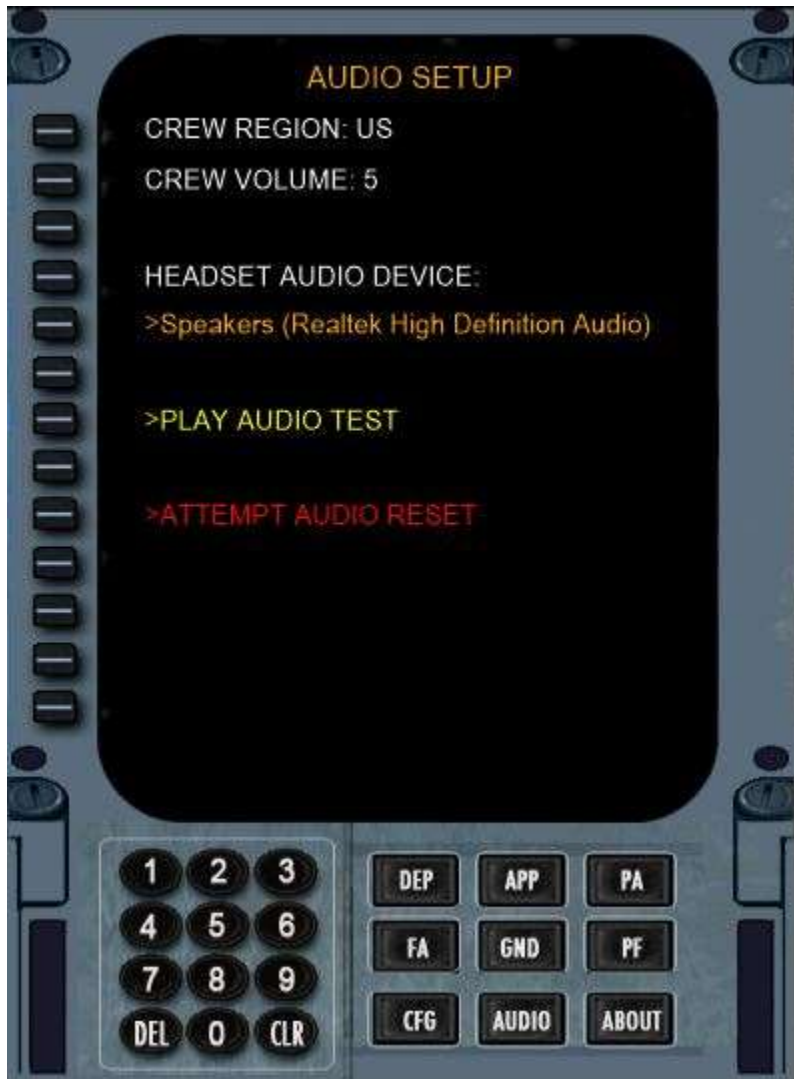 AUDIO SETUP
CREW REGION: US
CREW VOLUME: 5
HEADSET AUDIO DEVICE:
>Speakers (Realtek High Definition Audio)
>PLAY AUDIO TEST
>ATTEMPT AUDIO RESET
1 2 3
4 5 6
7 8 9
DEL 0 CLR
DEP APP PA
FA GND PF
CFG AUDIO ABOUT